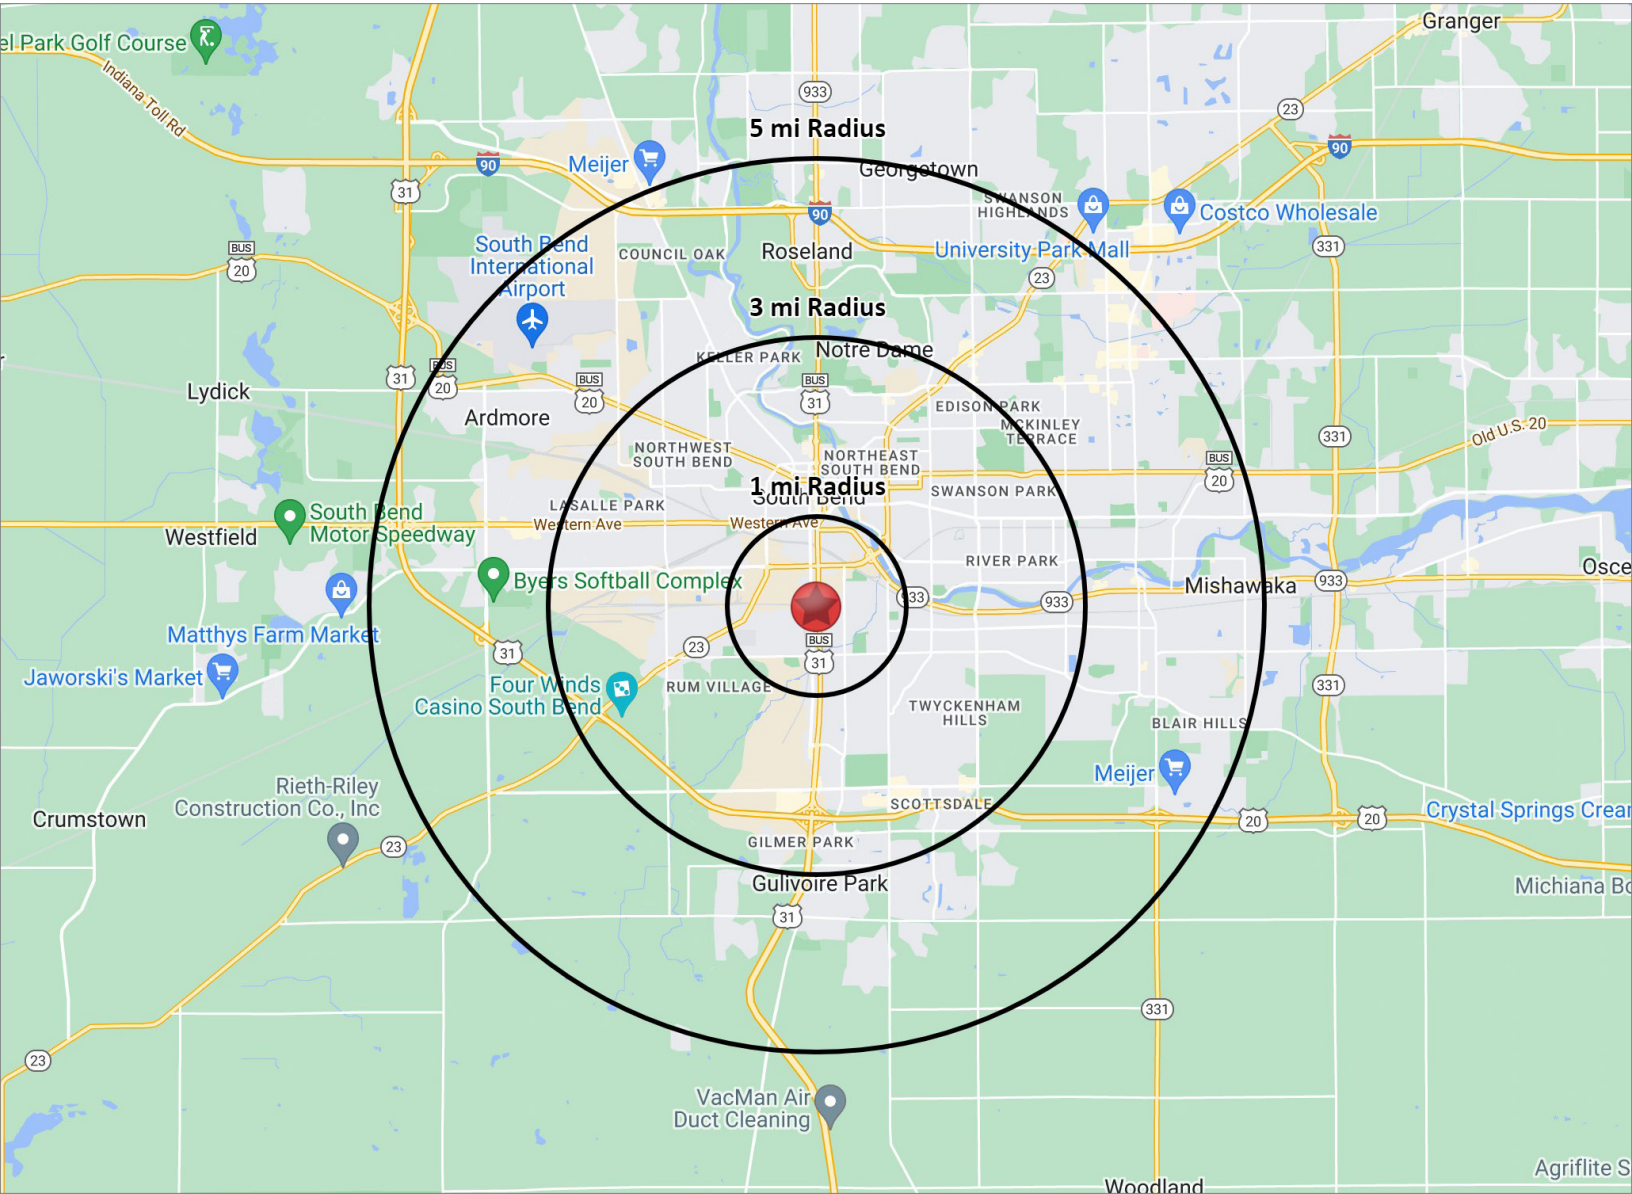 Granger
el Park Golf Course
Indiana Toll Rd
933
23
5 mi Radius
90
Meijer
90
Georgetown
31
SWANSON
HIGHLANDS
90
Costco Wholesale
BUS
20
South Bend
International
Airport
COUNCIL OAK
Roseland
University Park Mall
331
23
3 mi Radius
KELLER PARK
Notre Dame
31
BUS
20
BUS
20
BUS
31
Lydick
Ardmore
EDISON PARK
MCKINLEY
TERRACE
331
Old U.S. 20
NORTHWEST
SOUTH BEND
NORTHEAST
SOUTH BEND
BUS
20
1 mi Radius
South Bend
SWANSON PARK
LASALLE PARK
South Bend
Motor Speedway
Western Ave
Western Ave
Westfield
RIVER PARK
Osce
Byers Softball Complex
Mishawaka
933
933
933
Matthys Farm Market
BUS
31
23
31
Jaworski's Market
Four Winds
Casino South Bend
RUM VILLAGE
331
TWYCKENHAM
HILLS
BLAIR HILLS
Meijer
Rieth-Riley
Construction Co., Inc
SCOTTSDALE
Crumstown
20
20
Crystal Springs Crear
23
GILMER PARK
Gulivoire Park
Michiana Bo
31
331
23
VacMan Air
Duct Cleaning
Agriflite S
Woodland